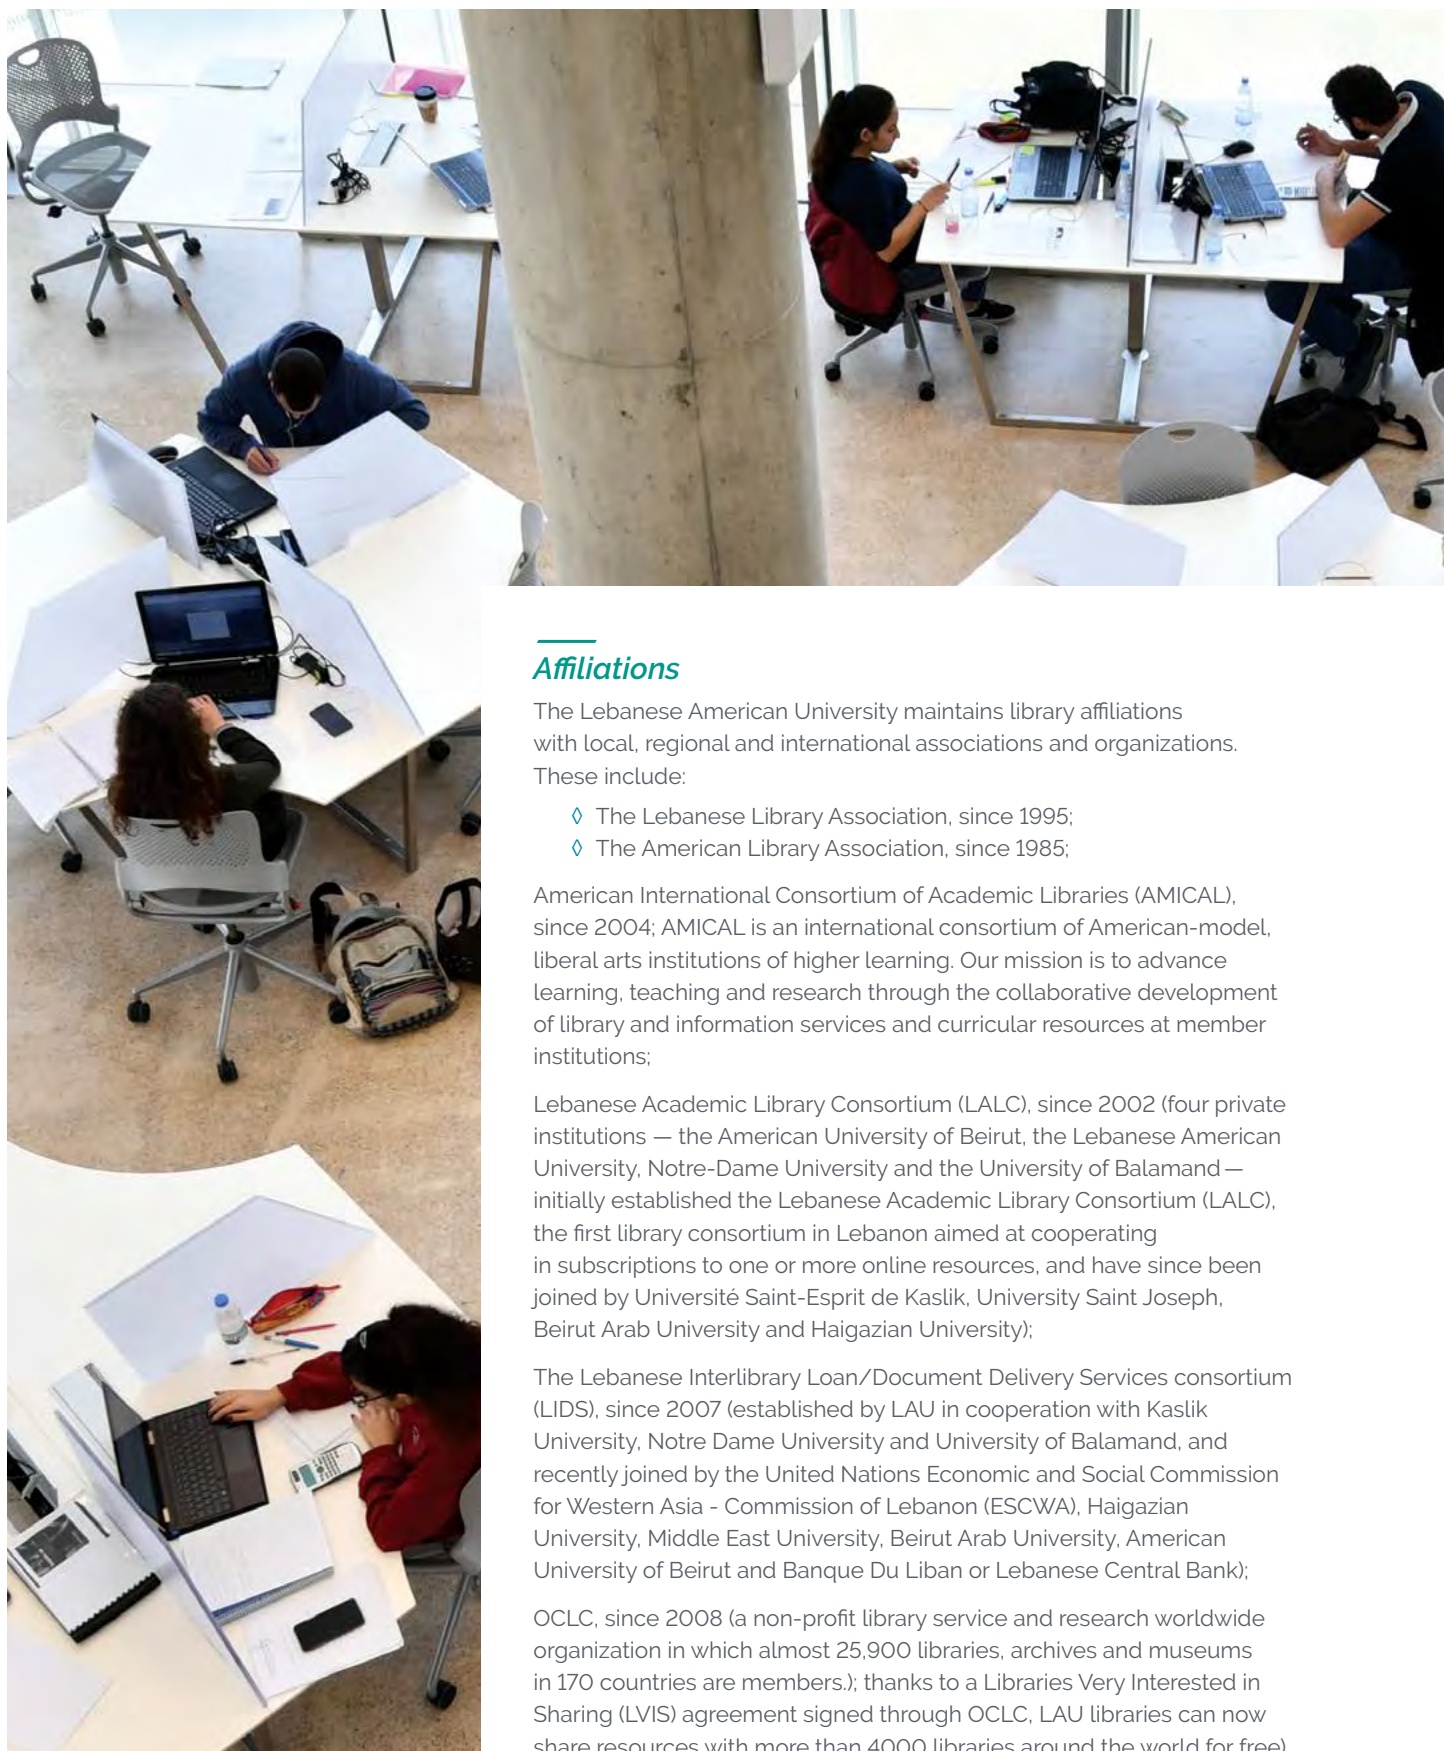 Affiliations
The Lebanese American University maintains library affiliations
with local, regional and international associations and organizations.
These include:
◊ The Lebanese Library Association, since 1995;
◊ The American Library Association, since 1985;
American International Consortium of Academic Libraries (AMICAL),
since 2004; AMICAL is an international consortium of American-model,
liberal arts institutions of higher learning. Our mission is to advance
learning, teaching and research through the collaborative development
of library and information services and curricular resources at member
institutions;
Lebanese Academic Library Consortium (LALC), since 2002 (four private
institutions — the American University of Beirut, the Lebanese American
University, Notre-Dame University and the University of Balamand —
initially established the Lebanese Academic Library Consortium (LALC),
the first library consortium in Lebanon aimed at cooperating
in subscriptions to one or more online resources, and have since been
joined by Université Saint-Esprit de Kaslik, University Saint Joseph,
Beirut Arab University and Haigazian University);
The Lebanese Interlibrary Loan/Document Delivery Services consortium
(LIDS), since 2007 (established by LAU in cooperation with Kaslik
University, Notre Dame University and University of Balamand, and
recently joined by the United Nations Economic and Social Commission
for Western Asia - Commission of Lebanon (ESCWA), Haigazian
University, Middle East University, Beirut Arab University, American
University of Beirut and Banque Du Liban or Lebanese Central Bank);
OCLC, since 2008 (a non-profit library service and research worldwide
organization in which almost 25,900 libraries, archives and museums
in 170 countries are members.); thanks to a Libraries Very Interested in
Sharing (LVIS) agreement signed through OCLC, LAU libraries can now
share resources with more than 4000 libraries around the world for free)